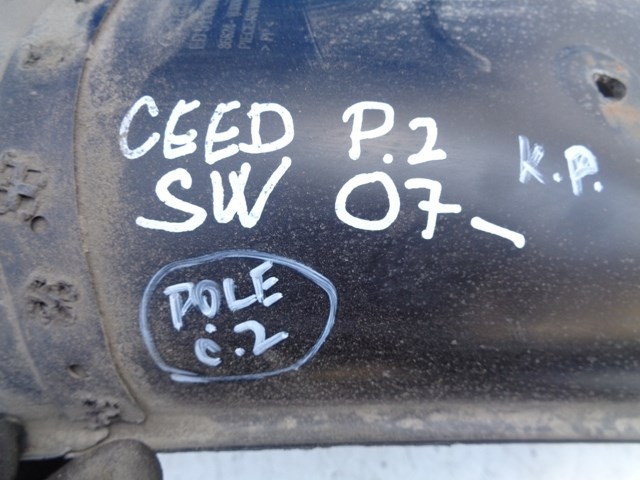 CEED P.2
SW 07-
K.P.
POLE
č.2